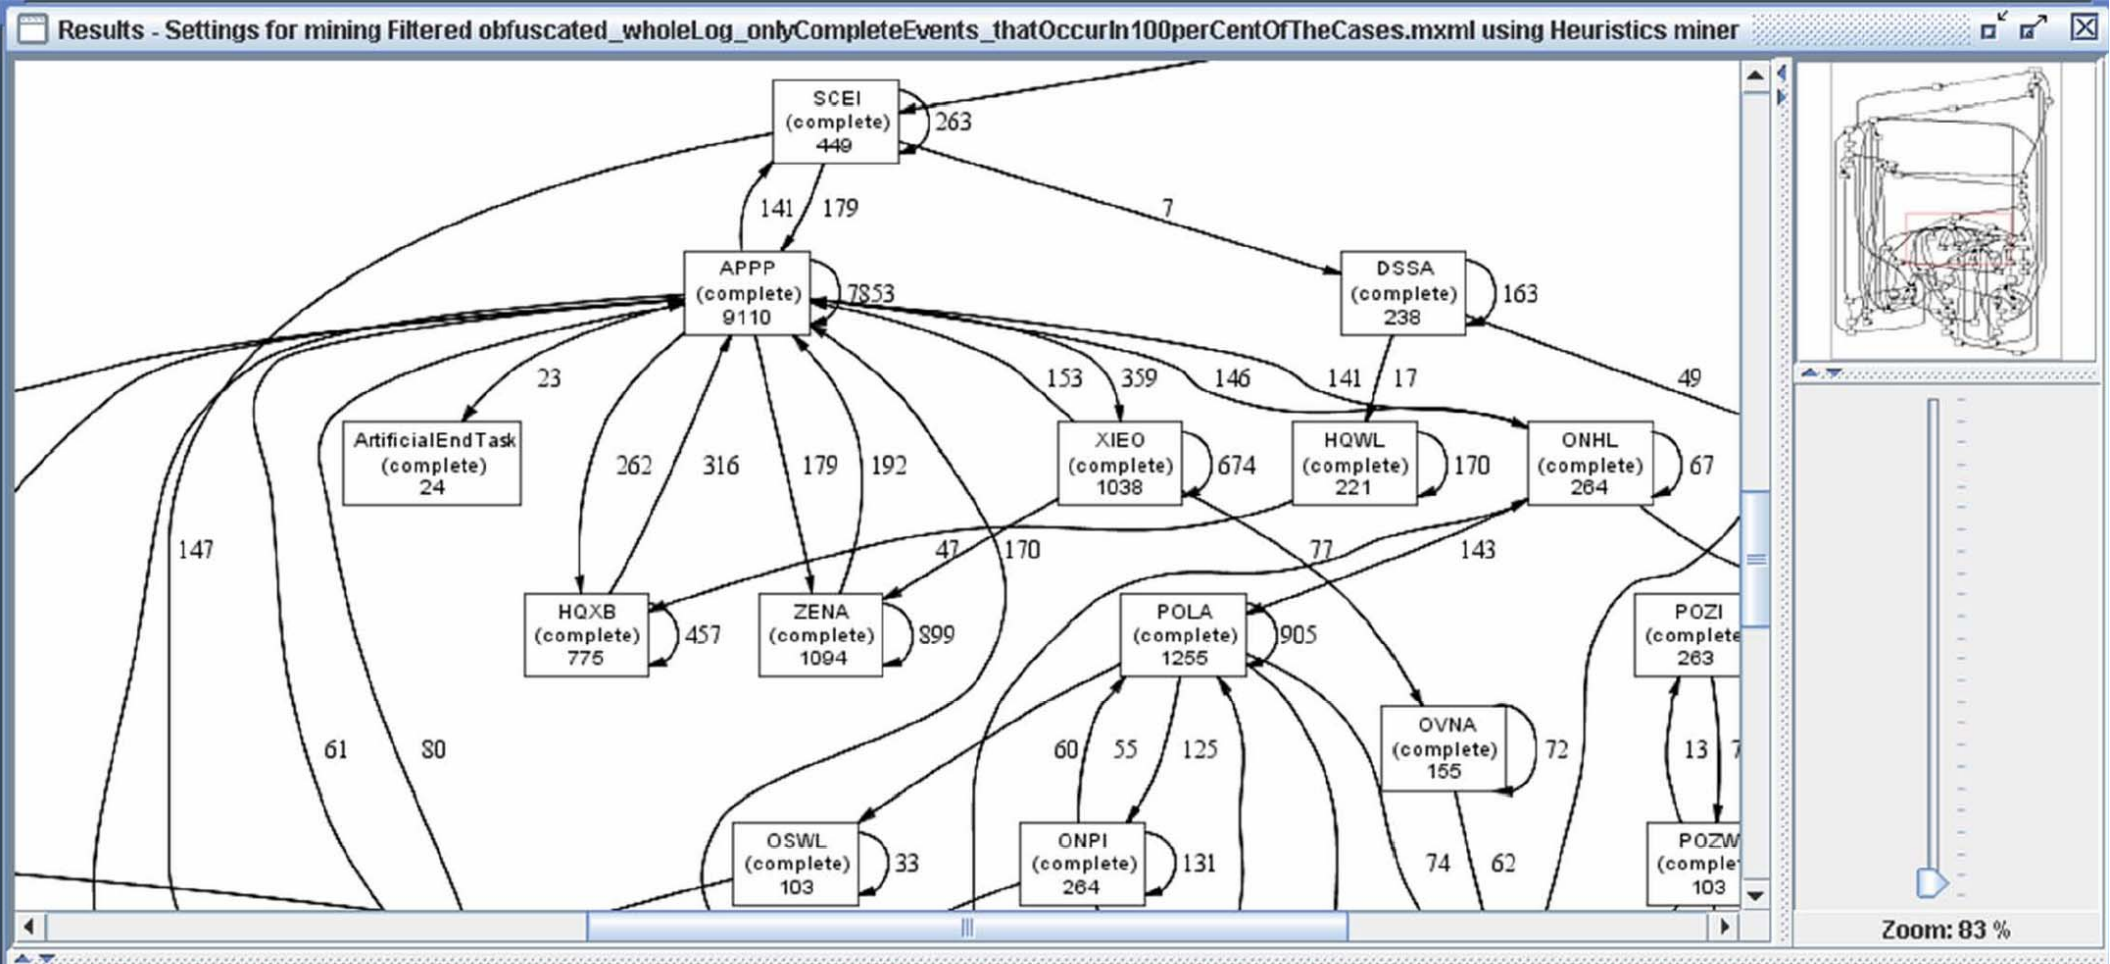 Results - Settings for mining Filtered obfuscated_wholeLog_onlyCompleteEvents_thatOccurIn100perCentOfTheCases.mxml using Heuristics miner
SCEI
(complete)
449
263
141
179
7
APPP
(complete)
9110
7853
DSSA
(complete)
238
163
23
153
359
146
141
17
49
ArtificialEndTask
(complete)
24
262
316
179
192
XIEO
(complete)
1038
674
HQWL
(complete)
221
170
ONHL
(complete)
264
67
147
47
170
77
143
HQXB
(complete)
775
457
ZENA
(complete)
1094
899
POLA
(complete)
1255
905
POZI
(complete
263
61
80
60
55
125
OVNA
(complete)
155
72
13
7
OSWL
(complete)
103
33
ONPI
(complete)
264
131
74
62
POZW
(comple
103
Zoom: 83 %